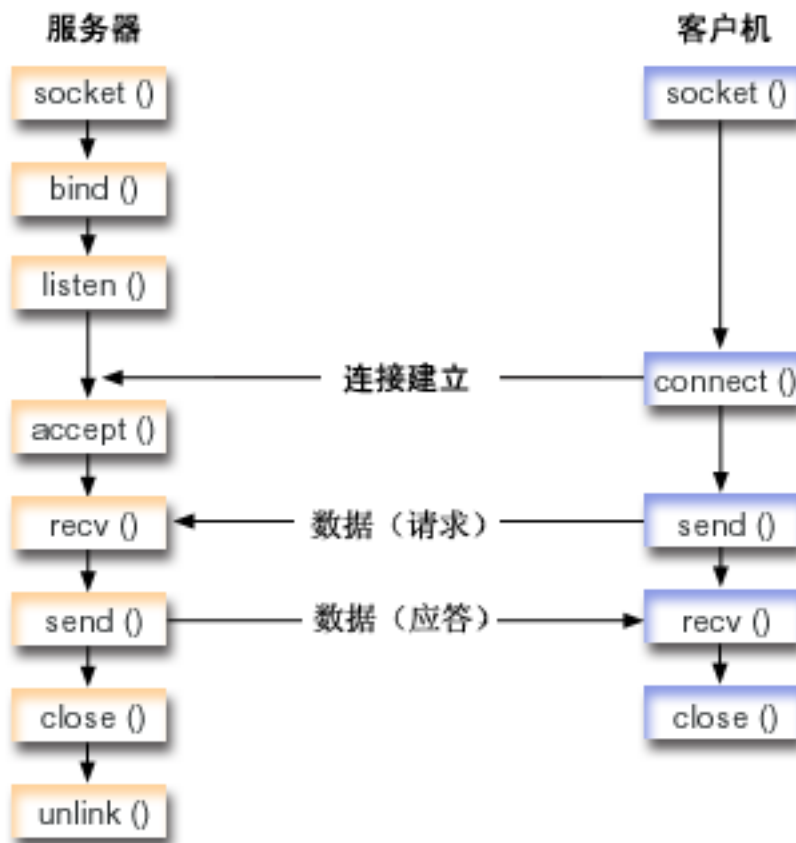 服务器
客户机
socket ()
socket ()
bind ()
listen ()
连接建立
connect ()
accept ()
recv ()
数据（请求）
send ()
send ()
数据（应答）
recv ()
close ()
close ()
unlink ()